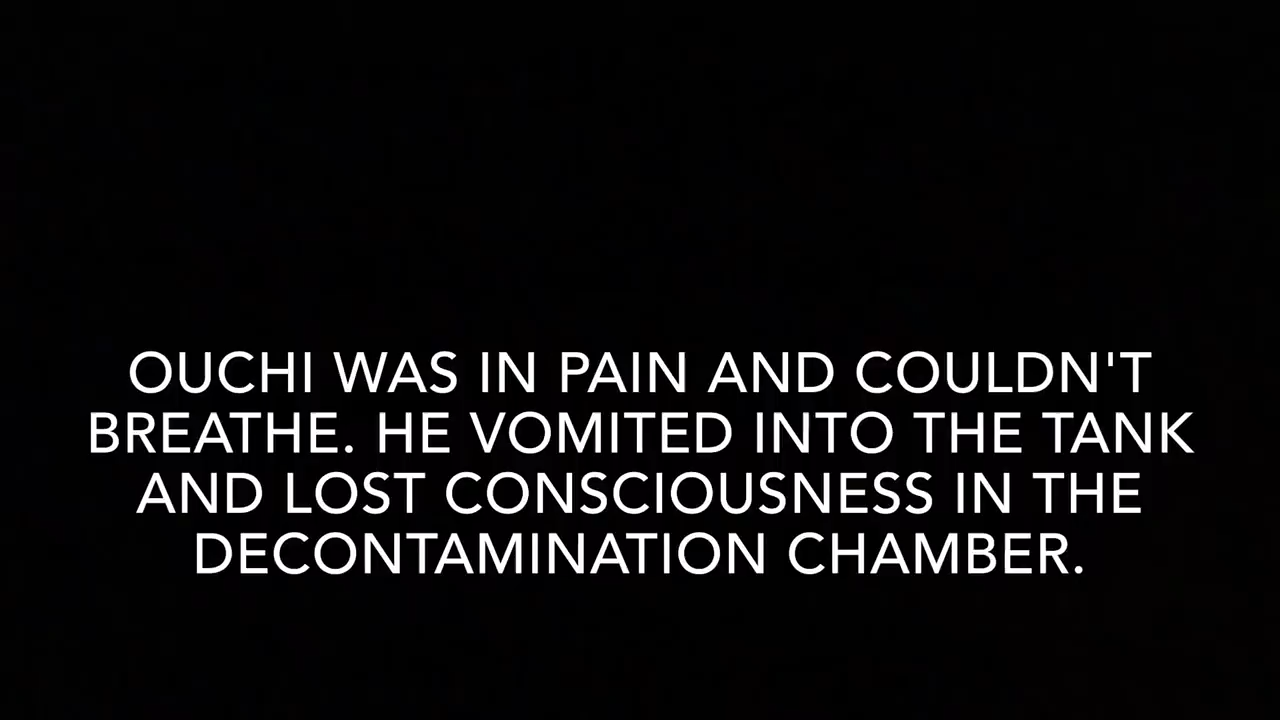 OUCHI WAS IN PAIN AND COULDN'T
BREATHE. HE VOMITED INTO THE TANK
AND LOST CONSCIOUSNESS IN THE
DECONTAMINATION CHAMBER.